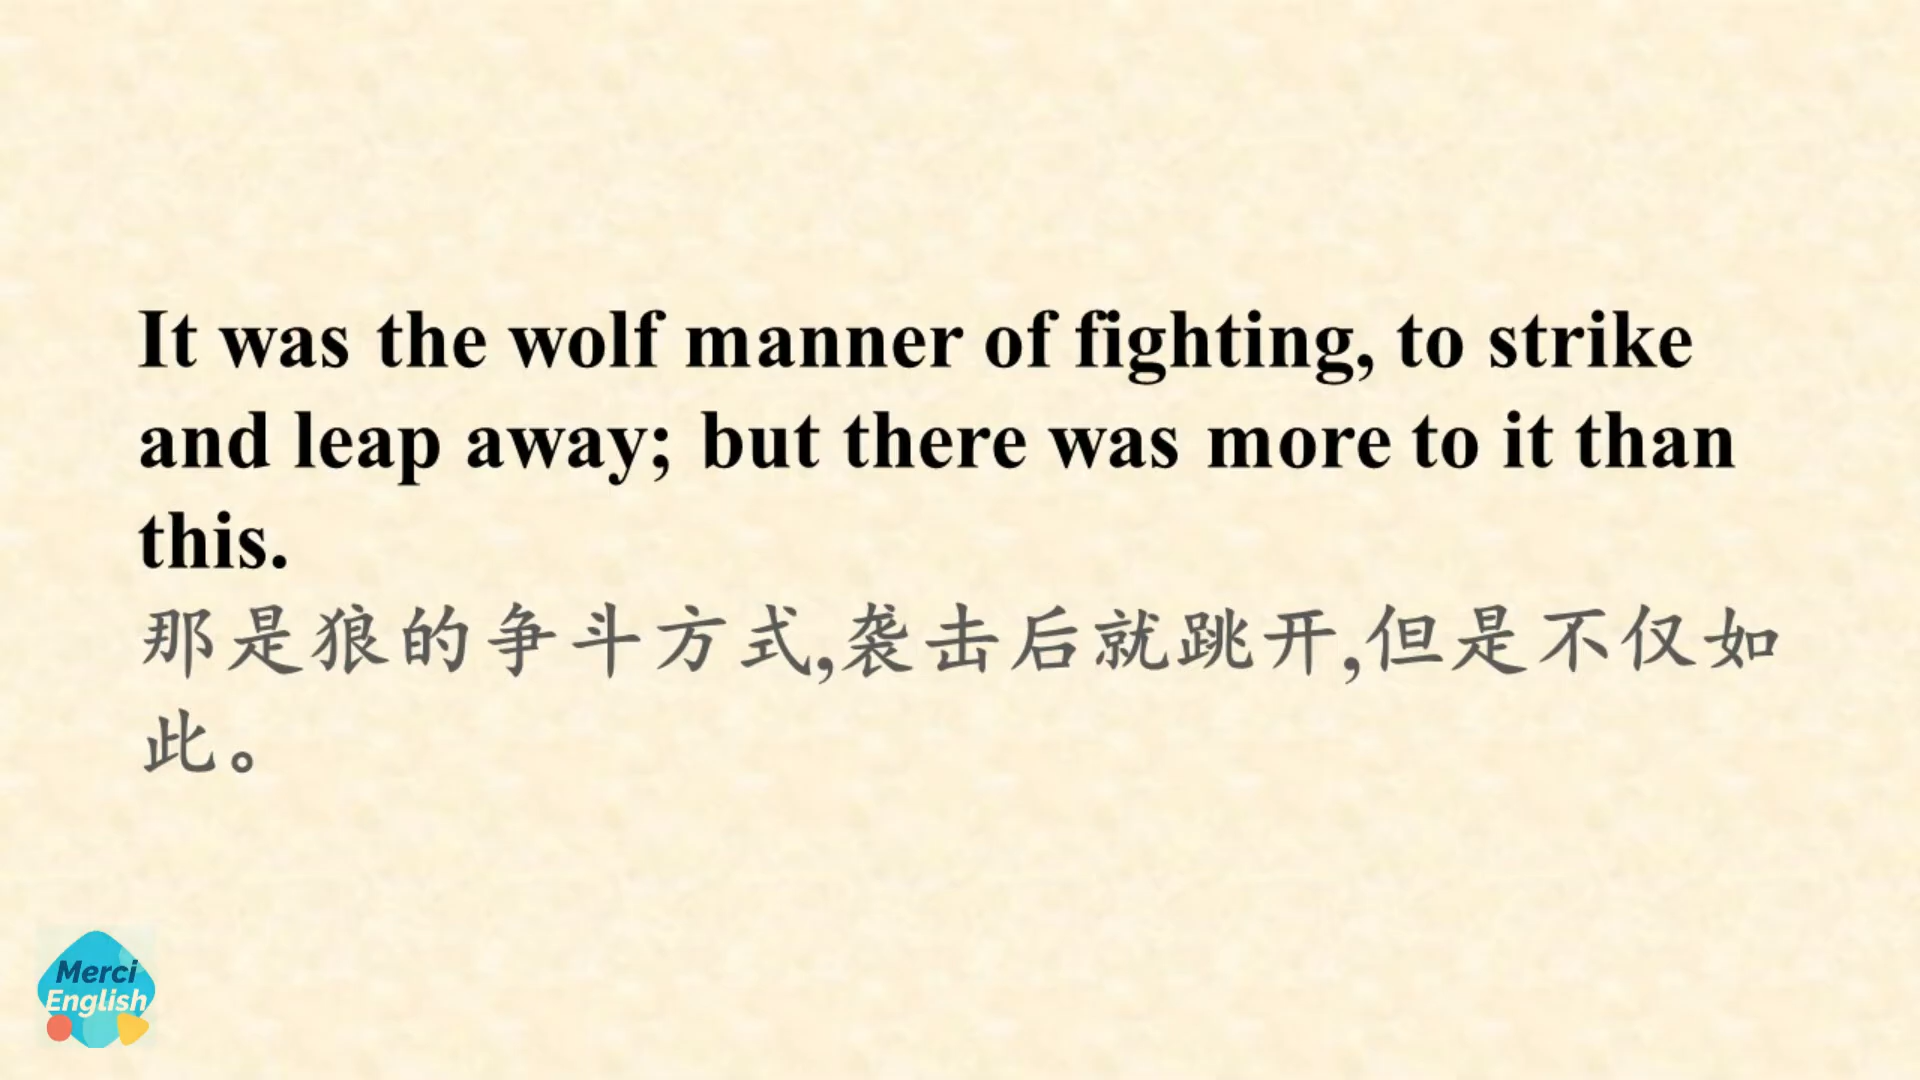 It was the wolf manner of fighting, to strike
and leap away; but there was more to it than
this.
那是狼的争斗方式,袭击后就跳开,但是不仅如
此。
Merci
English